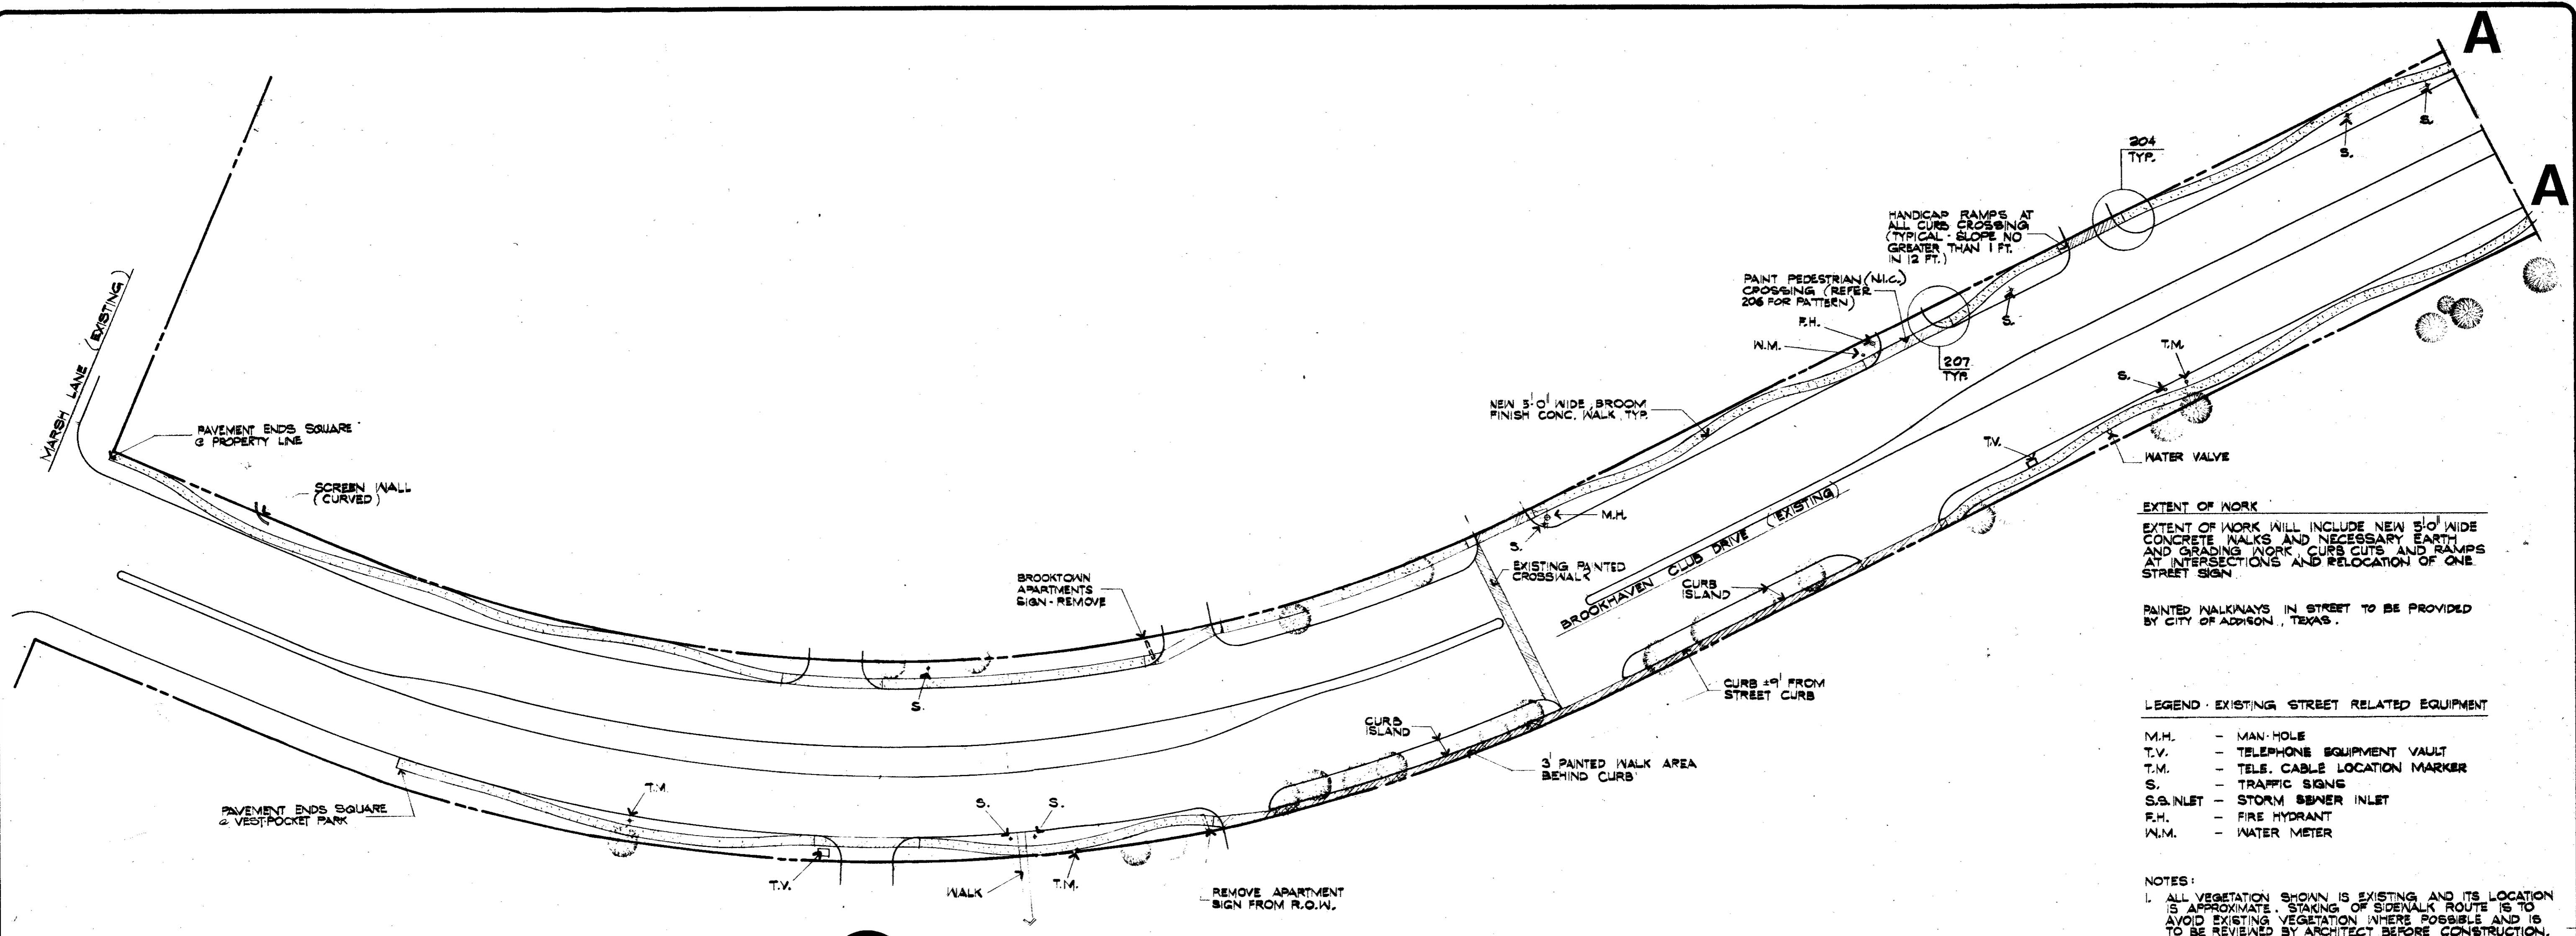 A
A
204
TYP.
S.
S.
HANDICAP RAMPS AT
ALL CURB CROSSING
(TYPICAL - SLOPE NO
GREATER THAN 1 FT.
IN 12 FT.)
PAINT PEDESTRIAN (N.I.C.)
CROSSING (REFER
206 FOR PATTERN)
F.H.
W.M.
S.
207
TYP.
T.M.
S.
T.V.
WATER VALVE
MARSH LANE (EXISTING)
PAVEMENT ENDS SQUARE
@ PROPERTY LINE
SCREEN WALL
(CURVED)
NEW 5'-0" WIDE, BROOM
FINISH CONC. WALK, TYP.
M.H.
S.
EXISTING PAINTED
CROSSWALK
BROOKHAVEN CLUB DRIVE (EXISTING)
CURB
ISLAND
BROOKTOWN
APARTMENTS
SIGN - REMOVE
S.
CURB ±9' FROM
STREET CURB
CURB
ISLAND
3' PAINTED WALK AREA
BEHIND CURB
PAVEMENT ENDS SQUARE
@ VEST-POCKET PARK
T.M.
S.
S.
T.V.
WALK
T.M.
REMOVE APARTMENT
SIGN FROM R.O.W.
EXTENT OF WORK
EXTENT OF WORK WILL INCLUDE NEW 5'-0" WIDE
CONCRETE WALKS AND NECESSARY EARTH
AND GRADING WORK, CURB CUTS AND RAMPS
AT INTERSECTIONS AND RELOCATION OF ONE
STREET SIGN.
PAINTED WALKWAYS IN STREET TO BE PROVIDED
BY CITY OF ADDISON, TEXAS.
LEGEND - EXISTING STREET RELATED EQUIPMENT
M.H. - MAN-HOLE
T.V. - TELEPHONE EQUIPMENT VAULT
T.M. - TELE. CABLE LOCATION MARKER
S. - TRAFFIC SIGNS
S.S. INLET - STORM SEWER INLET
F.H. - FIRE HYDRANT
W.M. - WATER METER
NOTES:
1. ALL VEGETATION SHOWN IS EXISTING AND ITS LOCATION
IS APPROXIMATE. STAKING OF SIDEWALK ROUTE IS TO
AVOID EXISTING VEGETATION WHERE POSSIBLE AND IS
TO BE REVIEWED BY ARCHITECT BEFORE CONSTRUCTION.